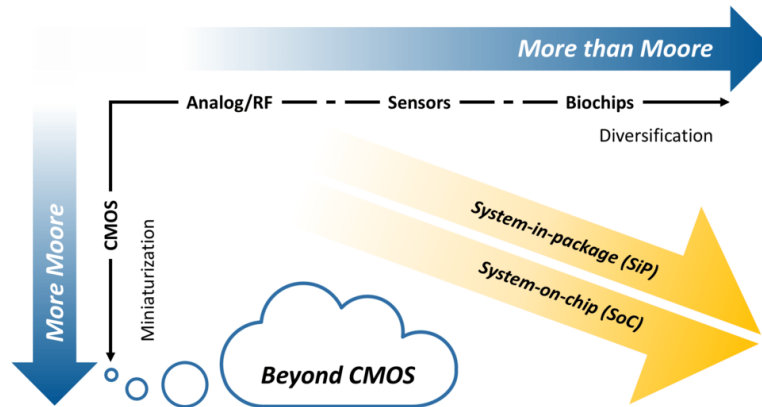 More than Moore
Analog/RF
Sensors
Biochips
Diversification
More Moore
CMOS
Miniaturization
System-in-package (SiP)
System-on-chip (SoC)
Beyond CMOS